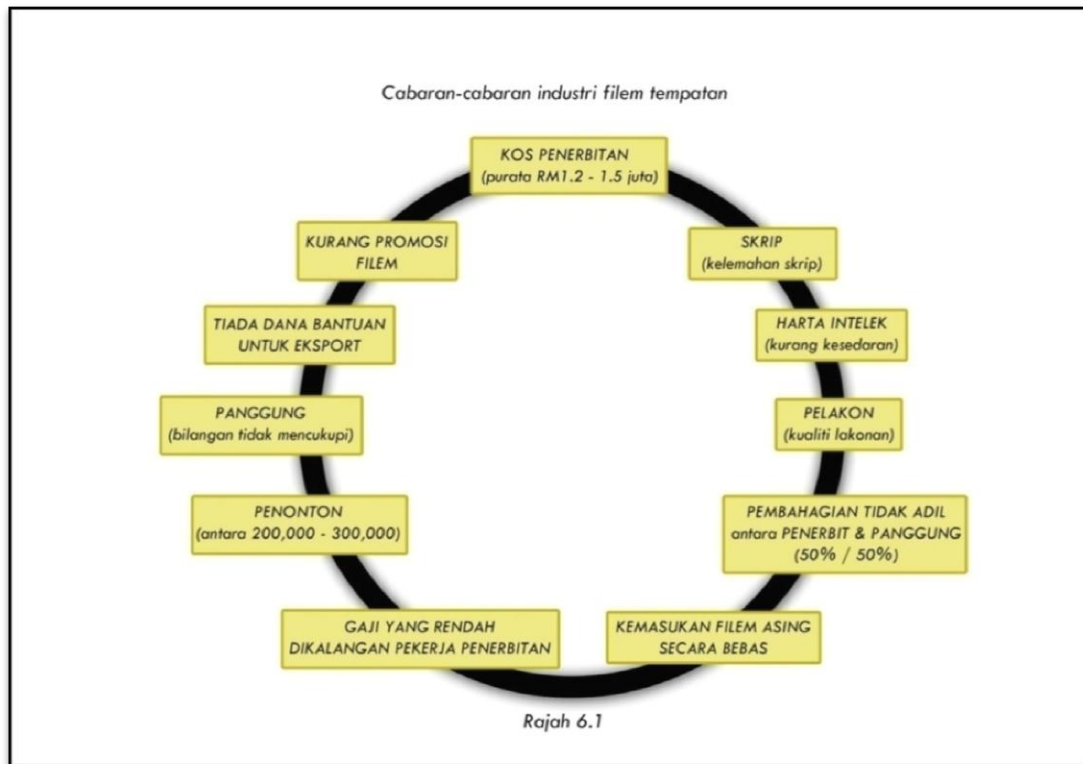 Cabaran-cabaran industri filem tempatan
KOS PENERBITAN
(purata RM1.2 - 1.5 juta)
SKRIP
(kelemahan skrip)
HARTA INTELEK
(kurang kesedaran)
PELAKON
(kualiti lakonan)
PEMBAHAGIAN TIDAK ADIL
antara PENERBIT & PANGGUNG
(50% / 50%)
KEMASUKAN FILEM ASING
SECARA BEBAS
GAJI YANG RENDAH
DIKALANGAN PEKERJA PENERBITAN
PENONTON
(antara 200,000 - 300,000)
PANGGUNG
(bilangan tidak mencukupi)
TIADA DANA BANTUAN
UNTUK EKSPORT
KURANG PROMOSI
FILEM
Rajah 6.1